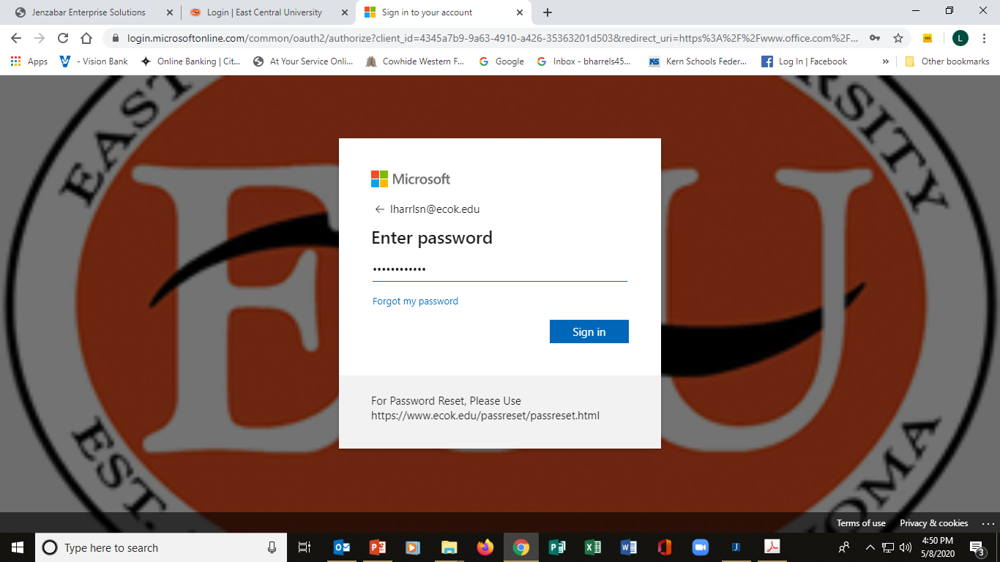 Jenzabar Enterprise Solutions
Login | East Central University
Sign in to your account
login.microsoftonline.com/common/oauth2/authorize?client_id=4345a7b9-9a63-4910-a426-35363201d503&redirect_uri=https%3A%2F%2Fwww.office.com%2F...
L
Apps
- Vision Bank
Online Banking | Cit...
At Your Service Onli...
Cowhide Western F...
Google
Inbox - bharrels45...
Kern Schools Feder...
Log In | Facebook
»
Other bookmarks
EAST
RSITY
E
U
Microsoft
lharrlsn@ecok.edu
Enter password
••••••••••••
Forgot my password
Sign in
For Password Reset, Please Use
https://www.ecok.edu/passreset/passreset.html
EST.
OMA
Terms of use
Privacy & cookies
...
Type here to search
4:50 PM
5/8/2020
3